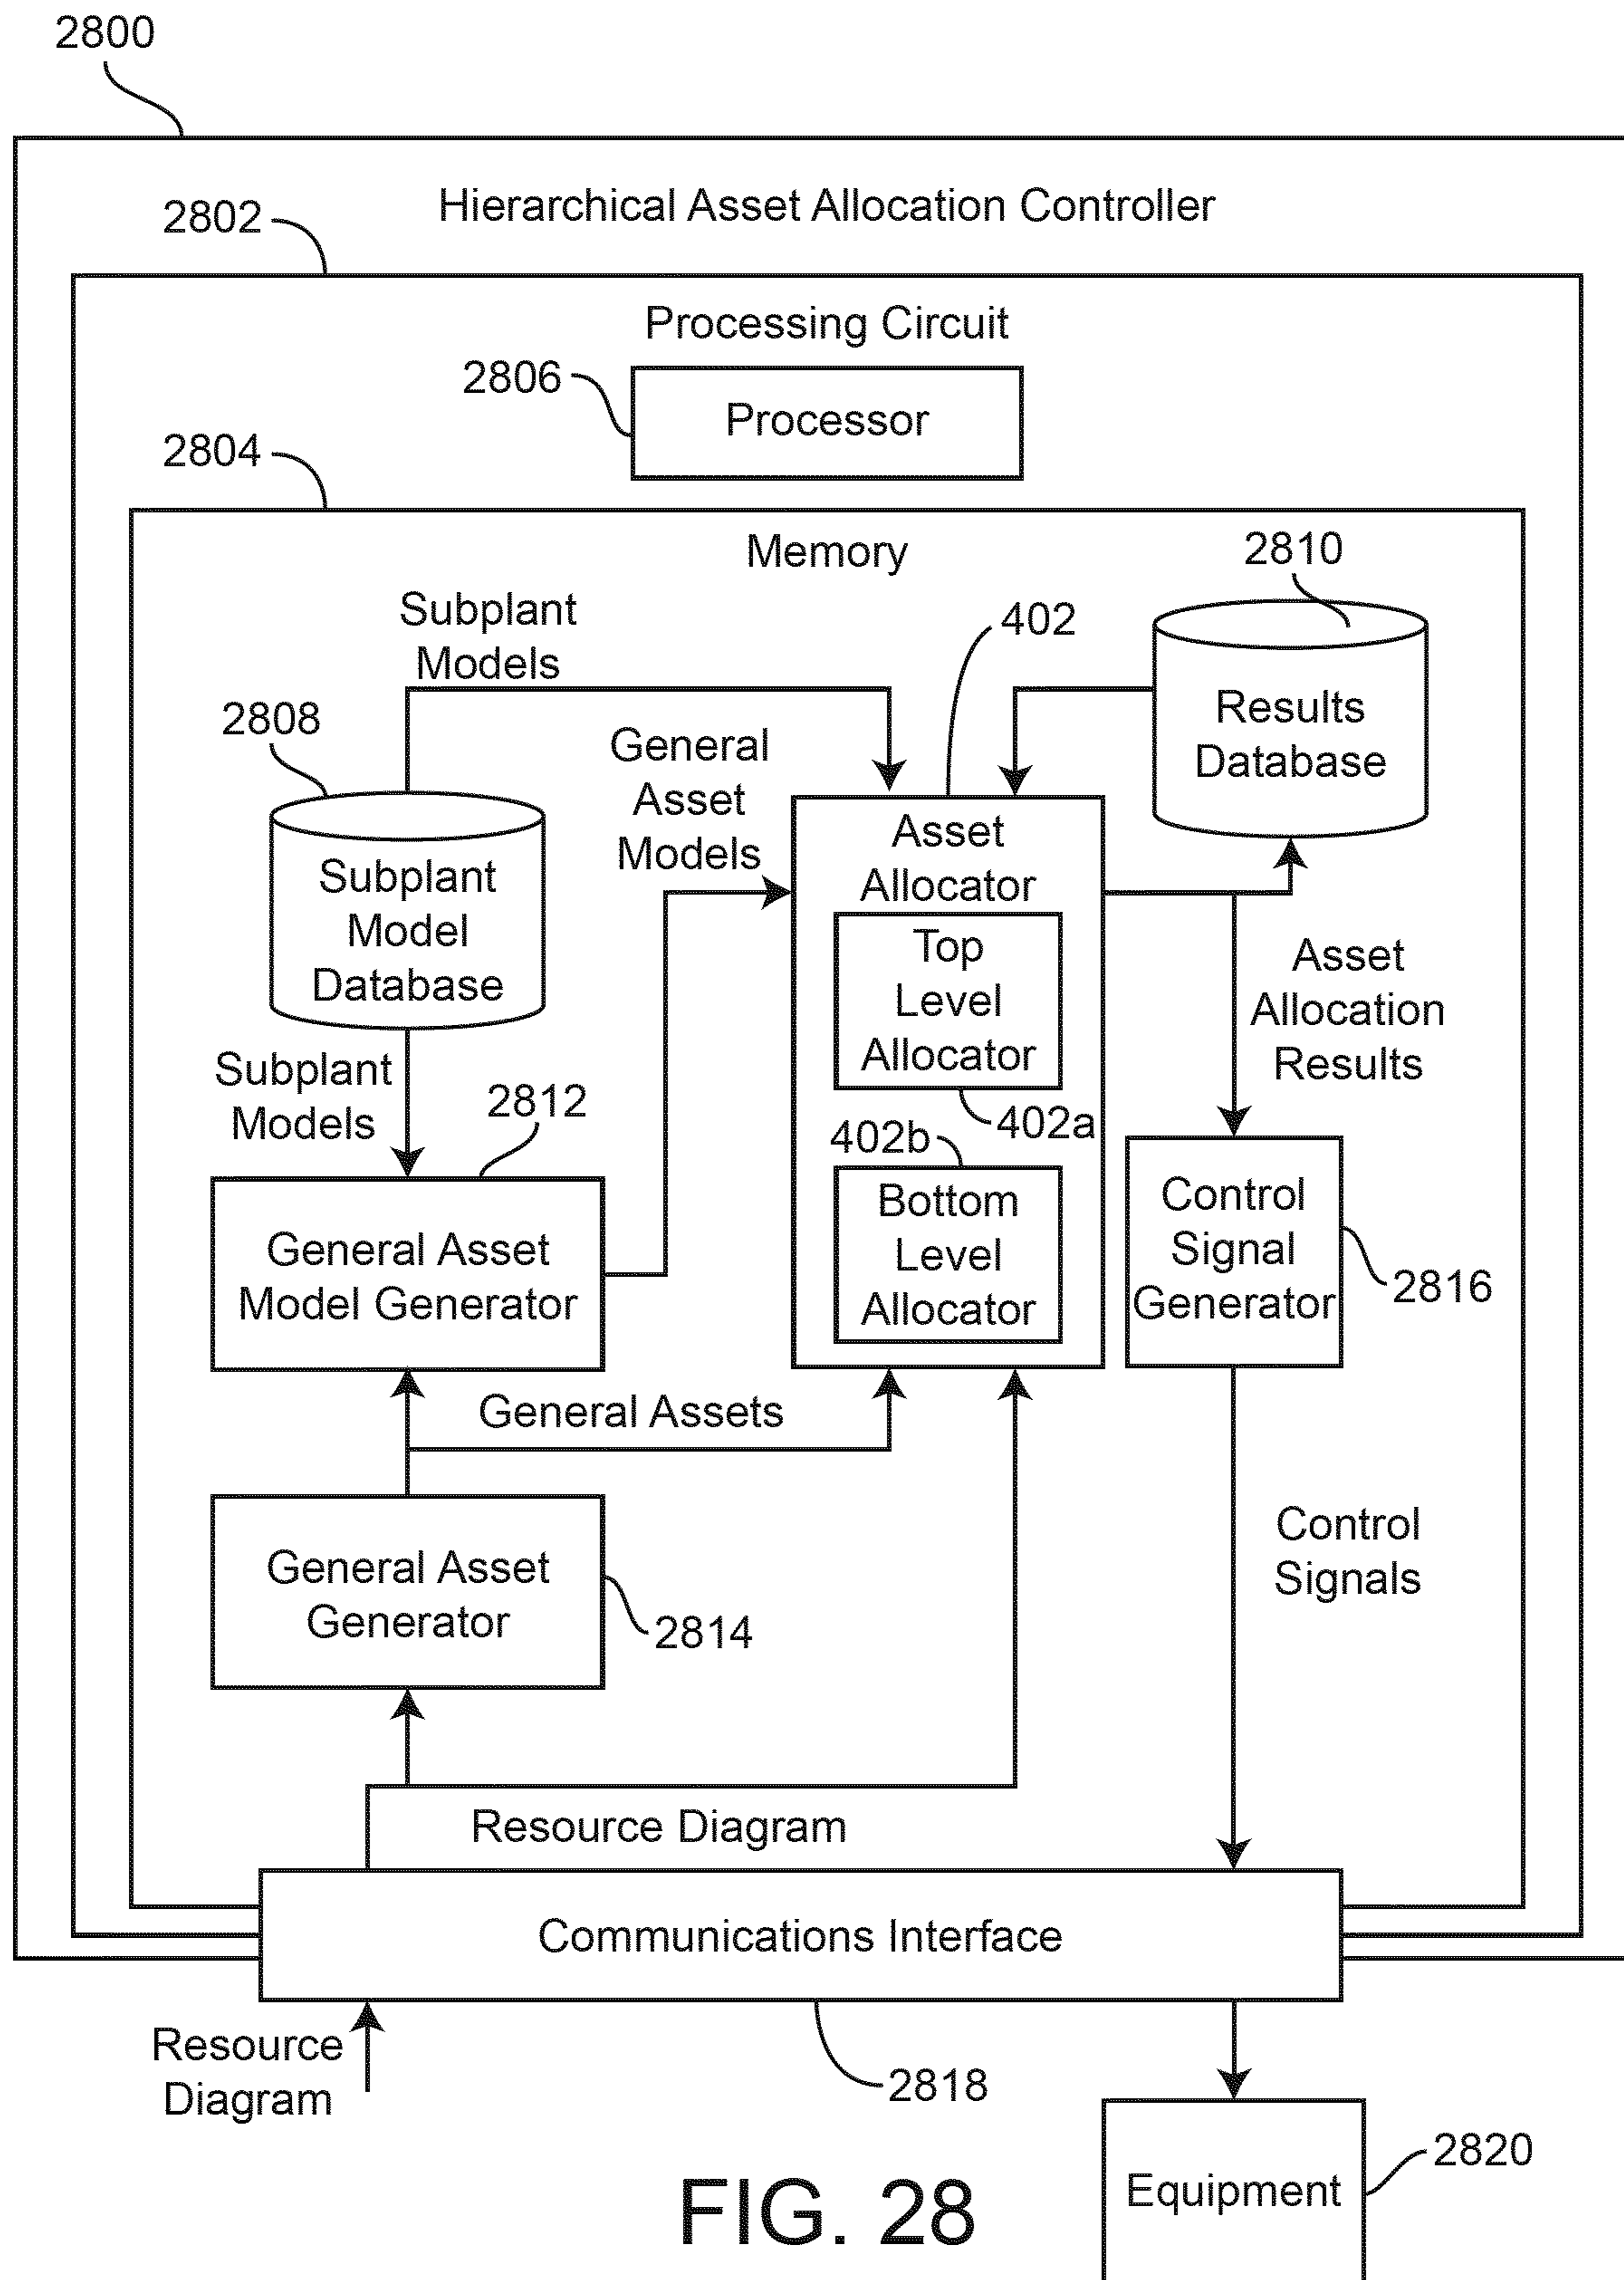 2800
Hierarchical Asset Allocation Controller
2802
Processing Circuit
2806
Processor
2804
Memory
2810
Subplant
Models
402
Results
Database
2808
General
Asset
Models
Subplant
Model
Database
Asset
Allocator
Top
Level
Allocator
402a
Asset
Allocation
Results
Subplant
Models
2812
402b
Bottom
Level
Allocator
Control
Signal
Generator
2816
General Asset
Model Generator
General Assets
General Asset
Generator
2814
Control
Signals
Resource Diagram
Communications Interface
Resource
Diagram
2818
2820
Equipment
FIG. 28